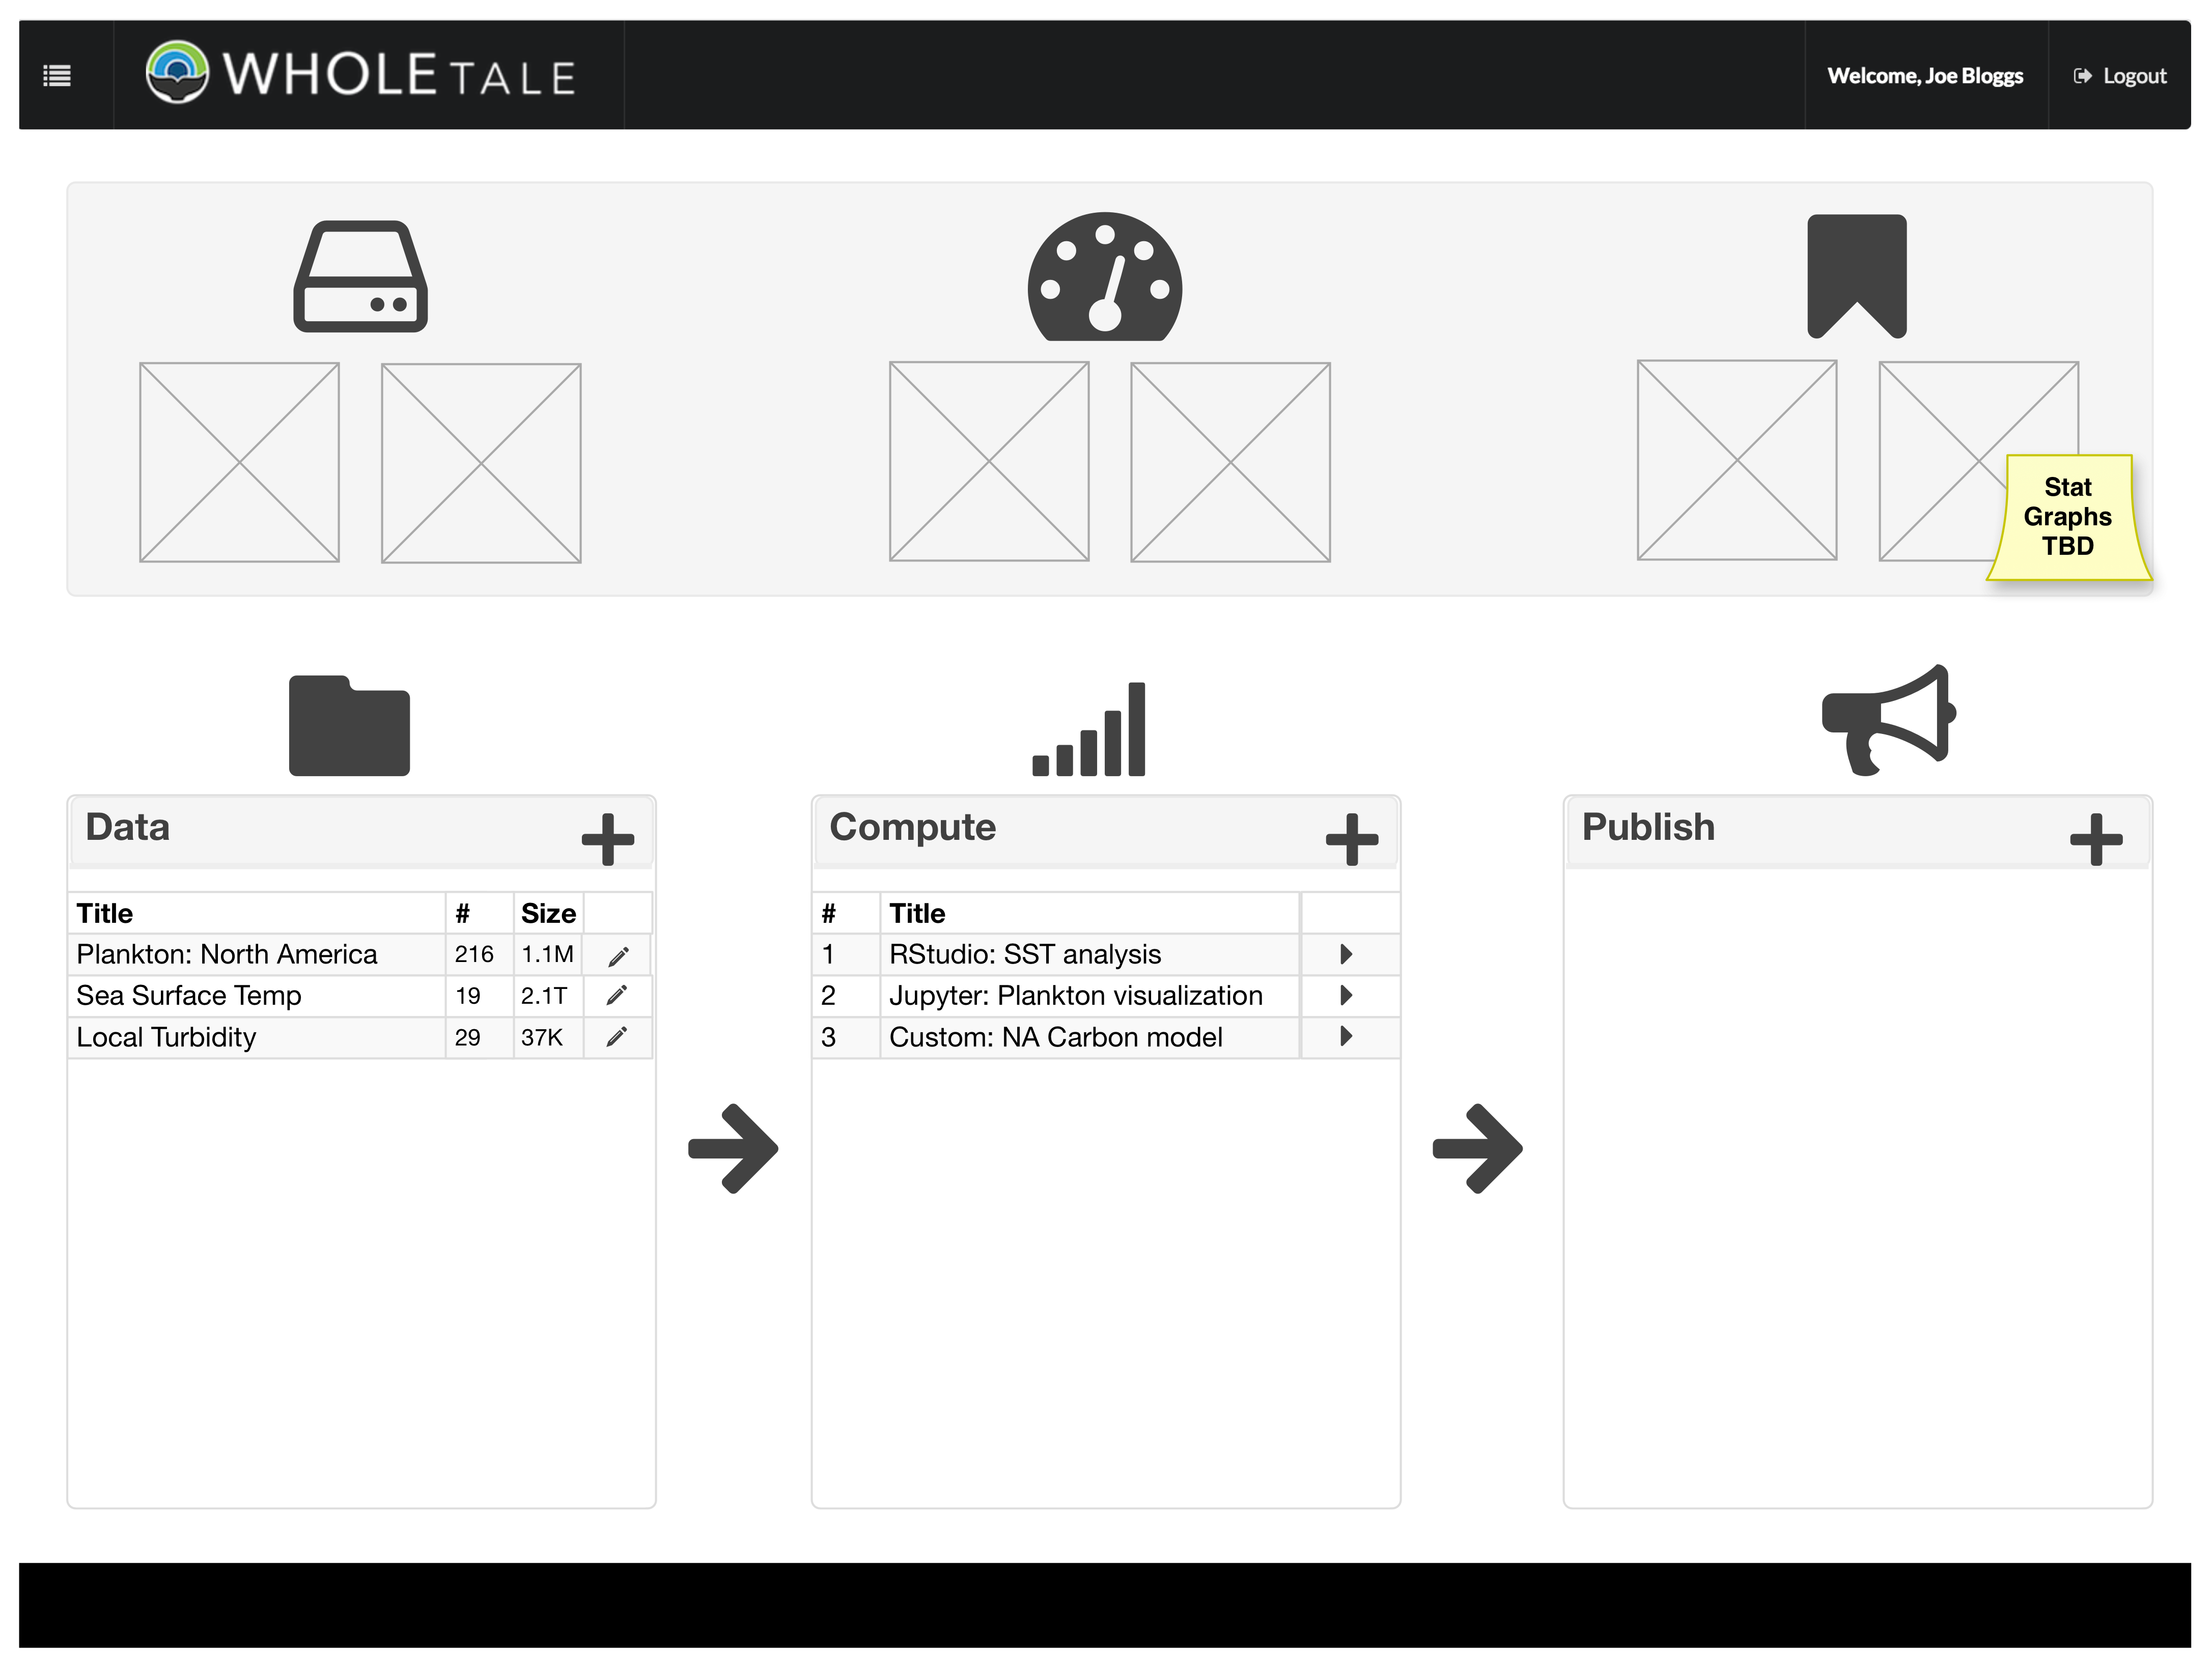 WHOLE TALE
Welcome, Joe Bloggs
Logout
Stat
Graphs
TBD
Data
Title # Size
Plankton: North America 216 1.1M
Sea Surface Temp 19 2.1T
Local Turbidity 29 37K
Compute
# Title
1 RStudio: SST analysis
2 Jupyter: Plankton visualization
3 Custom: NA Carbon model
Publish